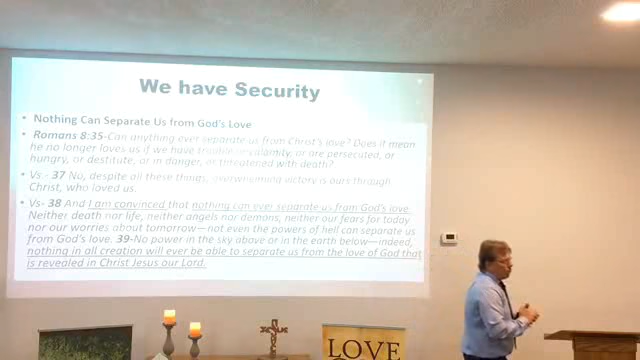 We have Security
• Nothing Can Separate Us from God's Love
• Romans 8:35-Can anything ever separate us from Christ's love? Does it mean
he no longer loves us if we have trouble or calamity, or are persecuted, or
hungry, or destitute, or in danger, or threatened with death?
• Vs - 37 No, despite all these things, overwhelming victory is ours through
Christ, who loved us.
• Vs- 38 And I am convinced that nothing can ever separate us from God's love.
Neither death nor life, neither angels nor demons, neither our fears for today
nor our worries about tomorrow—not even the powers of hell can separate us
from God's love. 39-No power in the sky above or in the earth below—indeed,
nothing in all creation will ever be able to separate us from the love of God that
is revealed in Christ Jesus our Lord.
LOVE